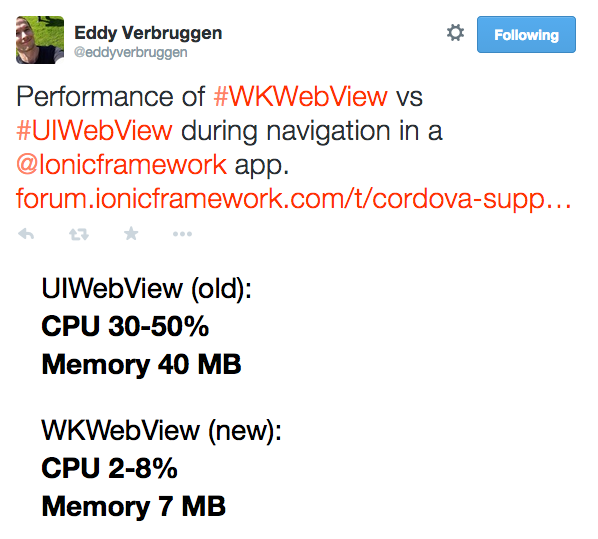 Eddy Verbruggen
@eddyverbruggen
Following
Performance of #WKWebView vs
#UIWebView during navigation in a
@Ionicframework app.
forum.ionicframework.com/t/cordova-supp…
UIWebView (old):
CPU 30-50%
Memory 40 MB
WKWebView (new):
CPU 2-8%
Memory 7 MB